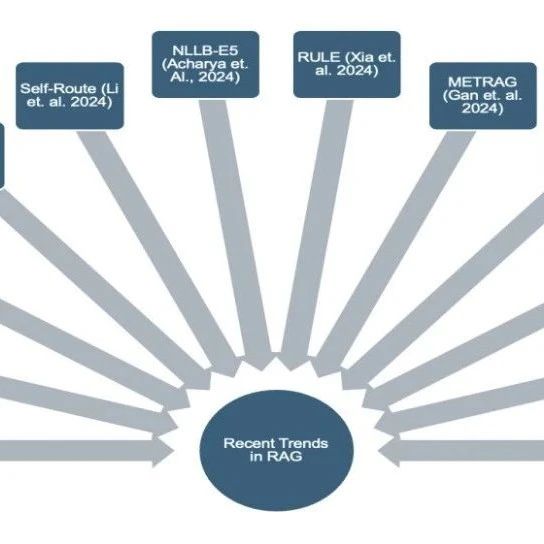 NLLB-E5
(Acharya et.
Al., 2024)
RULE (Xia et.
al. 2024)
Self-Route (Li
et. al. 2024)
METRAG
(Gan et. al.
2024)
Recent Trends
in RAG